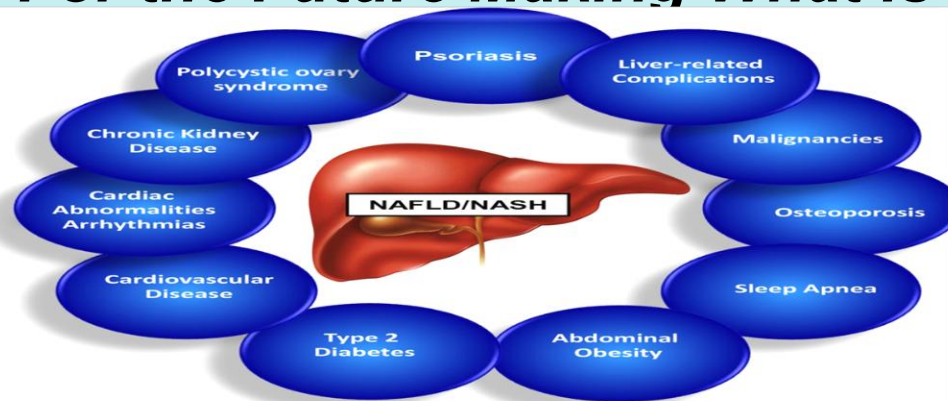 Psoriasis
Polycystic ovary
syndrome
Liver-related
Complications
Chronic Kidney
Disease
Malignancies
Cardiac
Abnormalities
Arrhythmias
NAFLD/NASH
Osteoporosis
Cardiovascular
Disease
Sleep Apnea
Type 2
Diabetes
Abdominal
Obesity